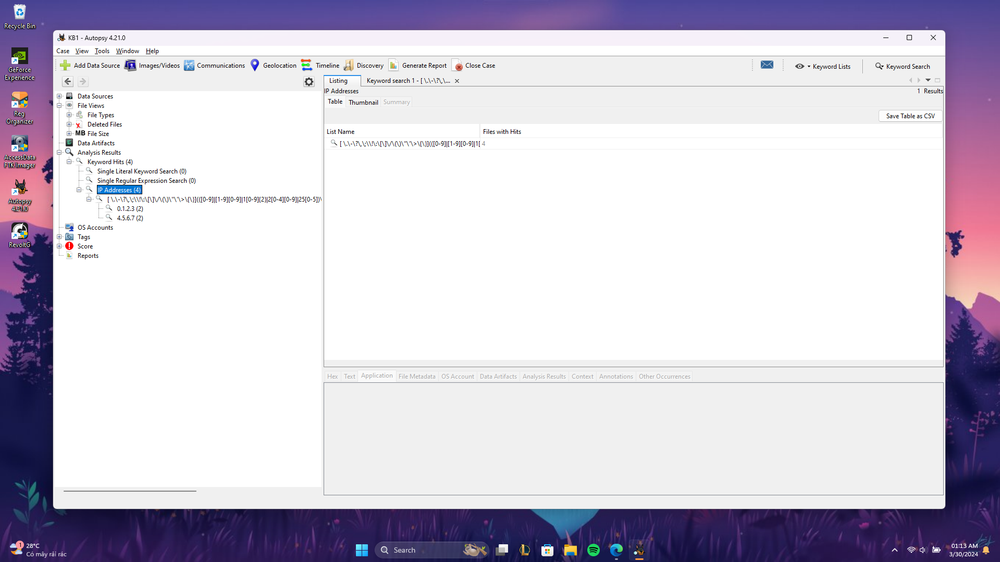 Recycle Bin
GeForce
Experience
Reg
Organizer
AccessData
FTK Imager
Autopsy
4.21.0
RevoltG
KB1 - Autopsy 4.21.0
Case View Tools Window Help
Add Data Source Images/Videos Communications Geolocation Timeline Discovery Generate Report Close Case Keyword Lists Keyword Search
Data Sources
File Views
File Types
Deleted Files
MB File Size
Data Artifacts
Analysis Results
Keyword Hits (4)
Single Literal Keyword Search (0)
Single Regular Expression Search (0)
IP Addresses (4)
[ \.\-\?\,\;\\!\:\[\]\/\(\)\"\'\>\{\}](([0-9]|[1-9][0-9]|1[0-9]{2}|2[0-4][0-9]|25[0-5])\
0.1.2.3 (2)
4.5.6.7 (2)
OS Accounts
Tags
Score
Reports
Listing Keyword search 1 - [ \.\-\?\,\... ×
IP Addresses 1 Results
Table Thumbnail Summary
Save Table as CSV
List Name Files with Hits
[ \.\-\?\,\;\\!\:\[\]\/\(\)\"\'\>\{\}](([0-9]|[1-9][0-9]|1[ 4
Hex Text Application File Metadata OS Account Data Artifacts Analysis Results Context Annotations Other Occurrences
1
28°C
Có mây rải rác
Search
01:13 AM
3/30/2024